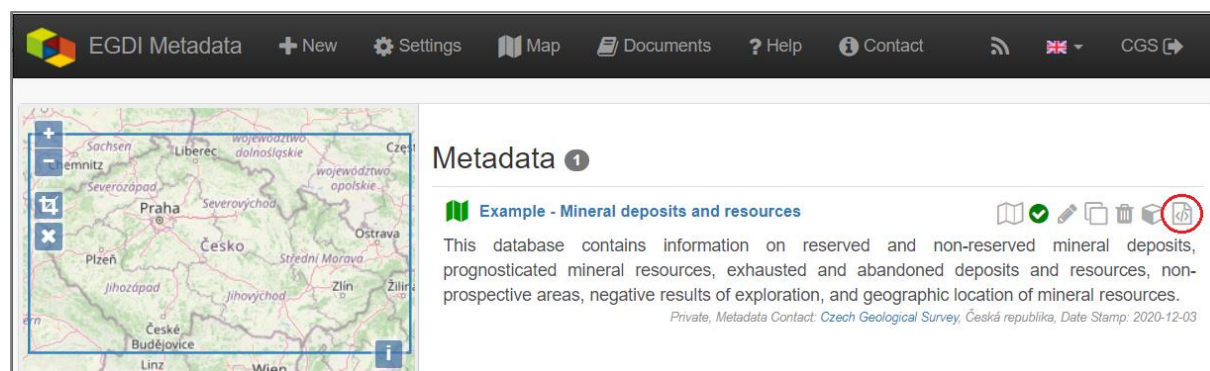 EGDI Metadata + New Settings Map Documents ? Help Contact CGS
Metadata 1
Example - Mineral deposits and resources
This database contains information on reserved and non-reserved mineral deposits,
prognosticated mineral resources, exhausted and abandoned deposits and resources, non-
prospective areas, negative results of exploration, and geographic location of mineral resources.
Private, Metadata Contact: Czech Geological Survey, Česká republika, Date Stamp: 2020-12-03
Sachsen
Liberec
województwo
dolnośląskie
Chemnitz
województwo
opolskie
Severozápad
Praha
Severovýchod
Ostrava
Česko
Plzeň
Střední Morava
Jihozápad
Jihovýchod
Zlín
České
Budějovice
Linz
Wien